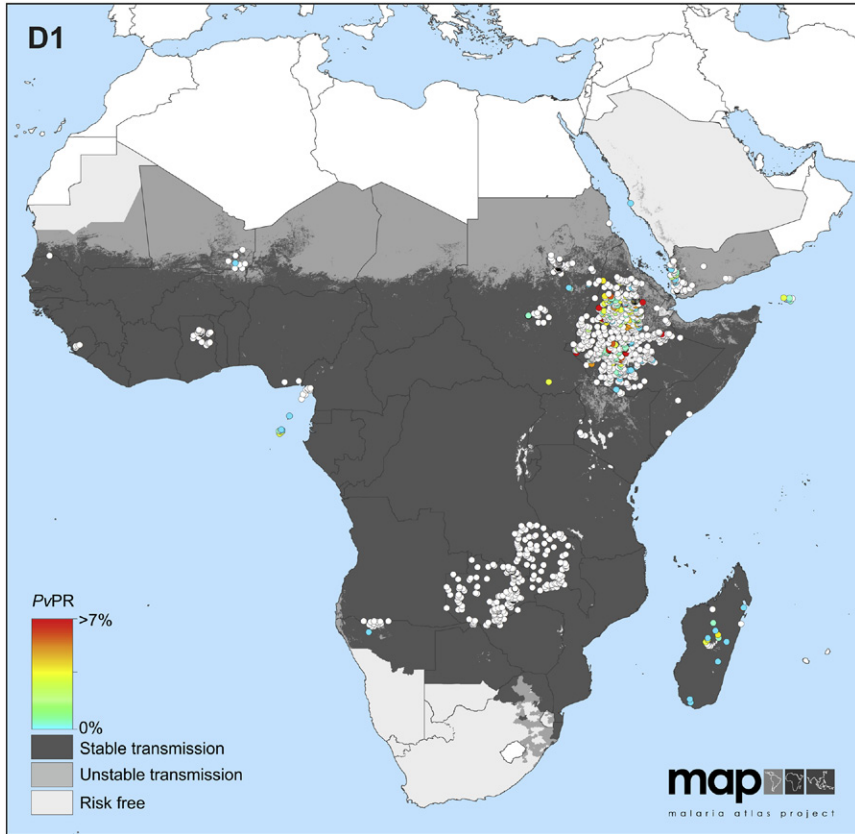 D1
PvPR
>7%
0%
Stable transmission
Unstable transmission
Risk free
map
malaria atlas project